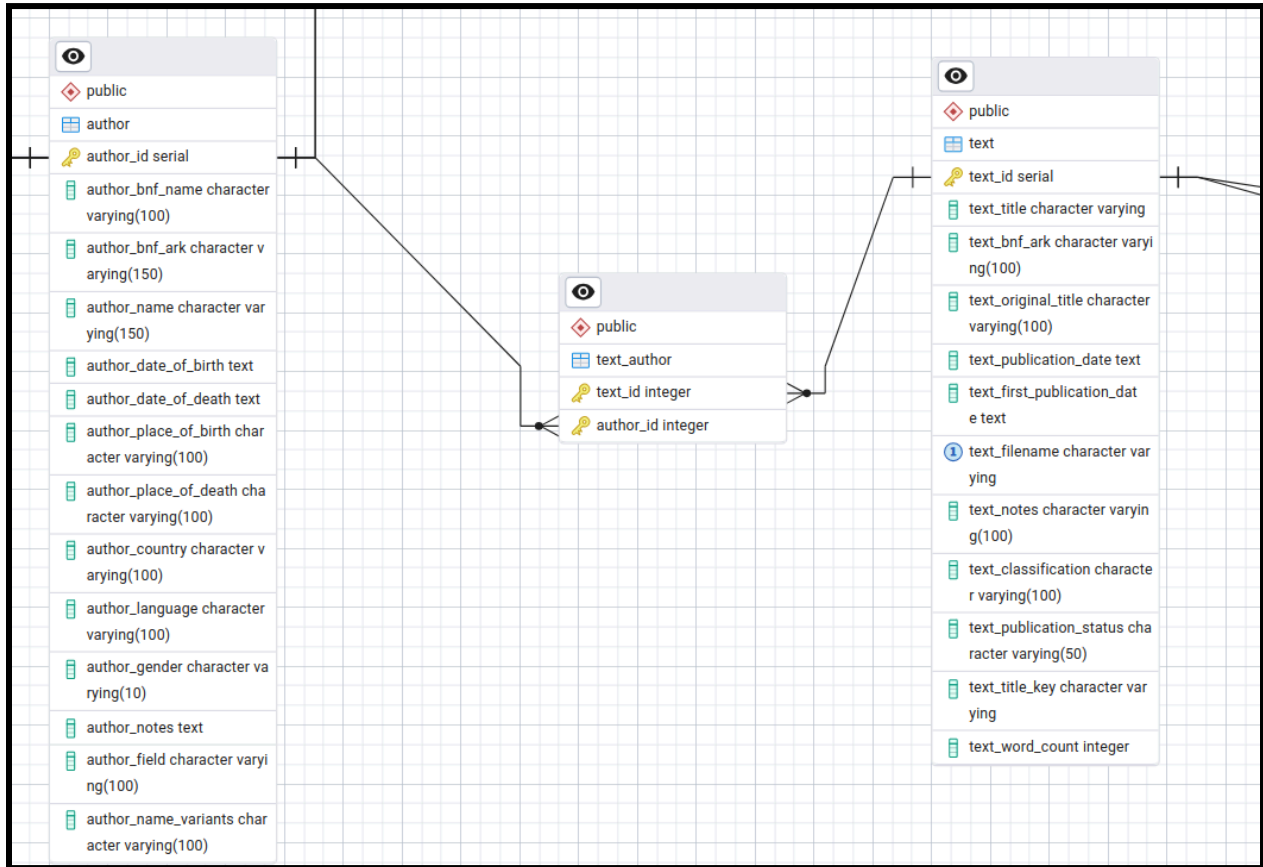 public
author
author_id serial
author_bnf_name character
varying(100)
author_bnf_ark character v
arying(150)
author_name character var
ying(150)
author_date_of_birth text
author_date_of_death text
author_place_of_birth char
acter varying(100)
author_place_of_death cha
racter varying(100)
author_country character v
arying(100)
author_language character
varying(100)
author_gender character va
rying(10)
author_notes text
author_field character varyi
ng(100)
author_name_variants char
acter varying(100)
public
text_author
text_id integer
author_id integer
public
text
text_id serial
text_title character varying
text_bnf_ark character varyi
ng(100)
text_original_title character
varying(100)
text_publication_date text
text_first_publication_dat
e text
1 text_filename character var
ying
text_notes character varyin
g(100)
text_classification characte
r varying(100)
text_publication_status cha
racter varying(50)
text_title_key character var
ying
text_word_count integer